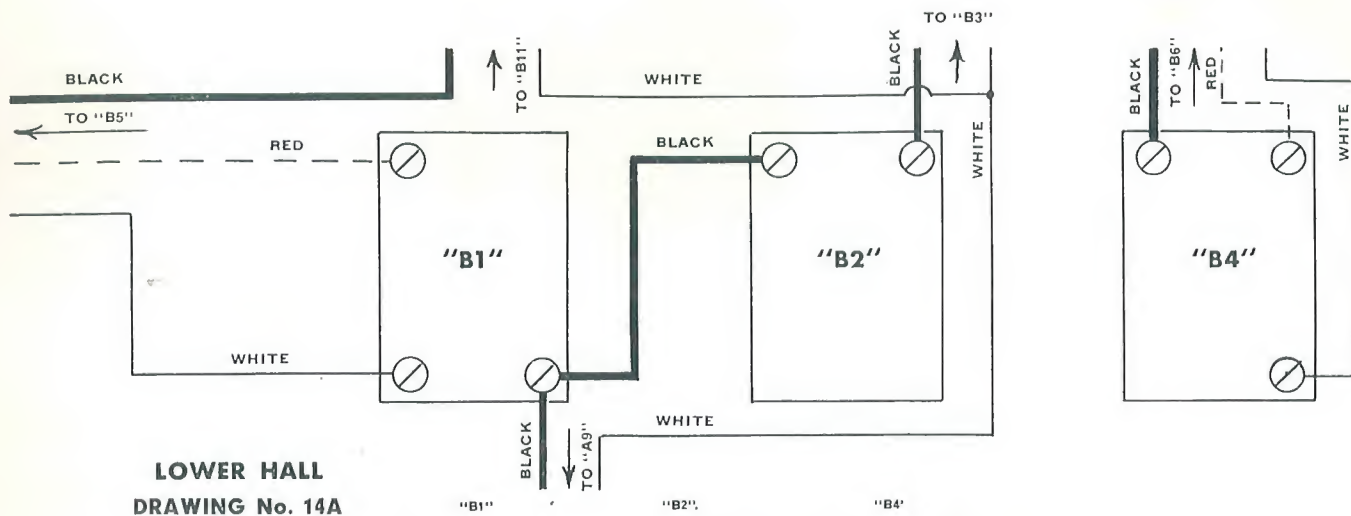 TO "B3"
BLACK
TO "B11"
WHITE
BLACK
BLACK
TO "B6"
RED
TO "B5"
WHITE
RED
BLACK
WHITE
"B1"
"B2"
"B4"
WHITE
WHITE
BLACK
TO "A9"
LOWER HALL
DRAWING No. 14A
"B1" "B2". "B4'